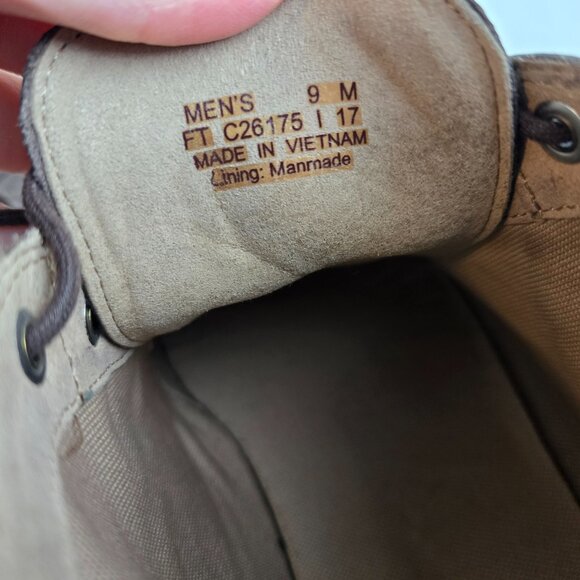 MEN'S 9 M
FT C26175 I 17
MADE IN VIETNAM
Lining: Manmade